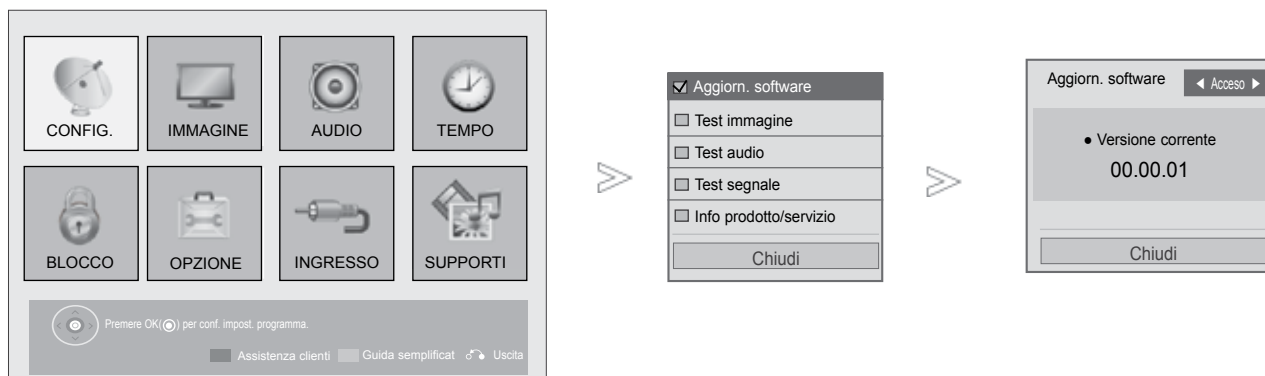 CONFIG.
IMMAGINE
AUDIO
TEMPO
BLOCCO
OPZIONE
INGRESSO
SUPPORTI
Premere OK(◉) per conf. impost. programma.
Assistenza clienti Guida semplificat Uscita
Aggiorn. software
Test immagine
Test audio
Test segnale
Info prodotto/servizio
Chiudi
Aggiorn. software ◀ Acceso ▶
● Versione corrente
00.00.01
Chiudi